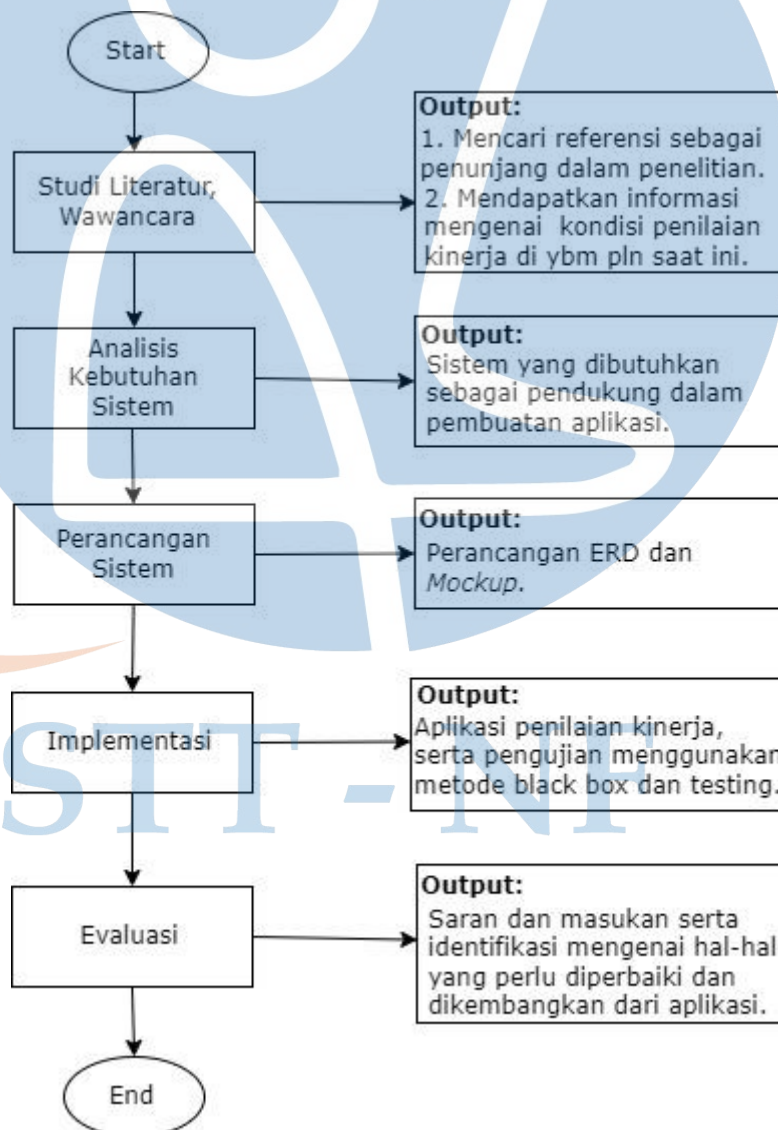 Start
Studi Literatur,
Wawancara
Output:
1. Mencari referensi sebagai
penunjang dalam penelitian.
2. Mendapatkan informasi
mengenai kondisi penilaian
kinerja di ybm pln saat ini.
Analisis
Kebutuhan
Sistem
Output:
Sistem yang dibutuhkan
sebagai pendukung dalam
pembuatan aplikasi.
Perancangan
Sistem
Output:
Perancangan ERD dan
Mockup.
Implementasi
Output:
Aplikasi penilaian kinerja,
serta pengujian menggunakan
metode black box dan testing.
STT - NF
Evaluasi
Output:
Saran dan masukan serta
identifikasi mengenai hal-hal
yang perlu diperbaiki dan
dikembangkan dari aplikasi.
End